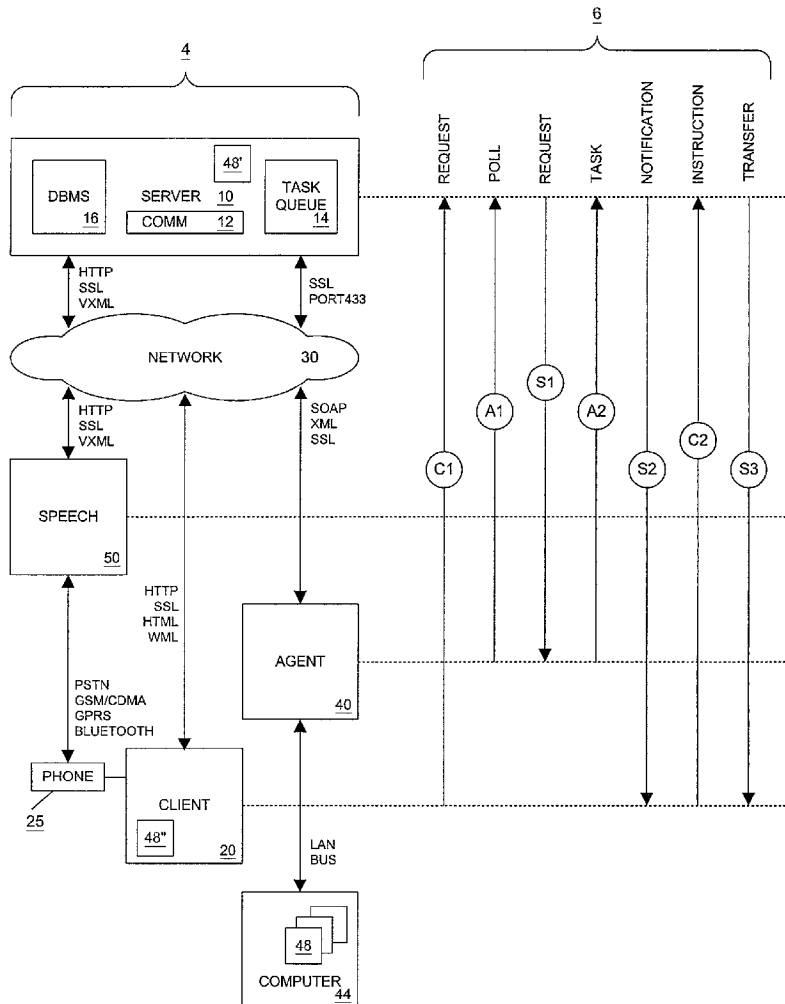 4
6
REQUEST
POLL
REQUEST
TASK
NOTIFICATION
INSTRUCTION
TRANSFER
48'
DBMS
16
SERVER 10
COMM 12
TASK
QUEUE
14
HTTP
SSL
VXML
SSL
PORT433
NETWORK 30
HTTP
SSL
VXML
SOAP
XML
SSL
S1
A1
A2
C2
C1
S2
S3
SPEECH
50
HTTP
SSL
HTML
WML
AGENT
40
PSTN
GSM/CDMA
GPRS
BLUETOOTH
PHONE
25
CLIENT
48"
20
LAN
BUS
48
COMPUTER
44